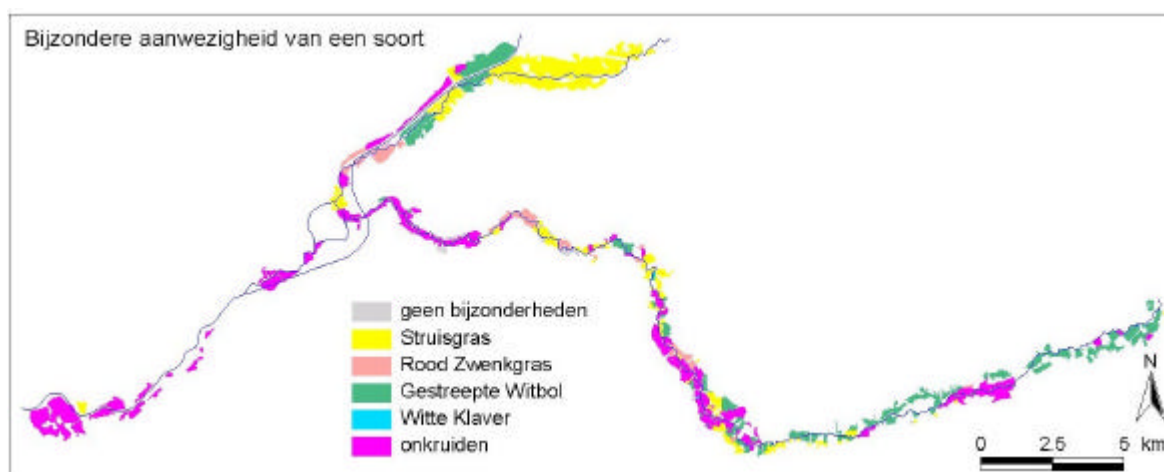 Bijzondere aanwezigheid van een soort
geen bijzonderheden
Struisgras
Rood Zwenkgras
Gestreepte Witbol
Witte Klaver
onkruiden
N
0 2.5 5 km